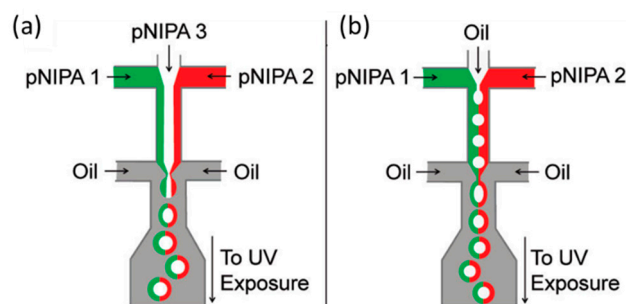 (a)
pNIPA 3
pNIPA 1
pNIPA 2
Oil
Oil
To UV
Exposure
(b)
Oil
pNIPA 1
pNIPA 2
Oil
Oil
To UV
Exposure